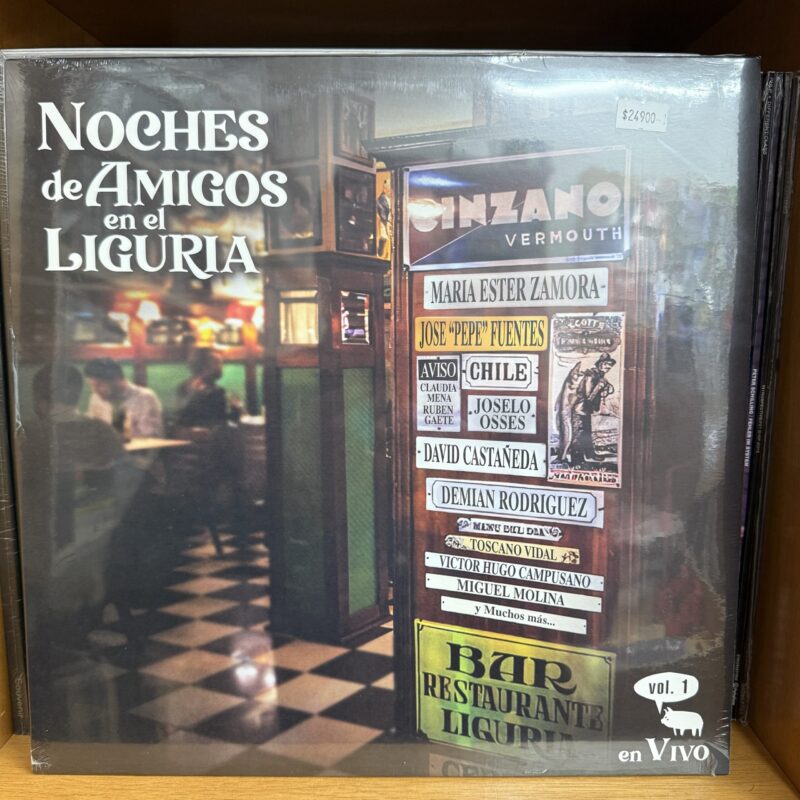 NOCHES
de AMIGOS
en el
LIGURIA
$24900-
CINZANO
VERMOUTH
MARIA ESTER ZAMORA
JOSE "PEPE" FUENTES
AVISO
CLAUDIA
MENA
RUBEN
GAETE
CHILE
JOSELO
OSSES
DAVID CASTAÑEDA
DEMIAN RODRIGUEZ
MENU DEL DIA
TOSCANO VIDAL
VICTOR HUGO CAMPUSANO
MIGUEL MOLINA
y Muchos más...
BAR
RESTAURANTE
LIGURIA
vol. 1
en VIVO
PETER SCHILLING